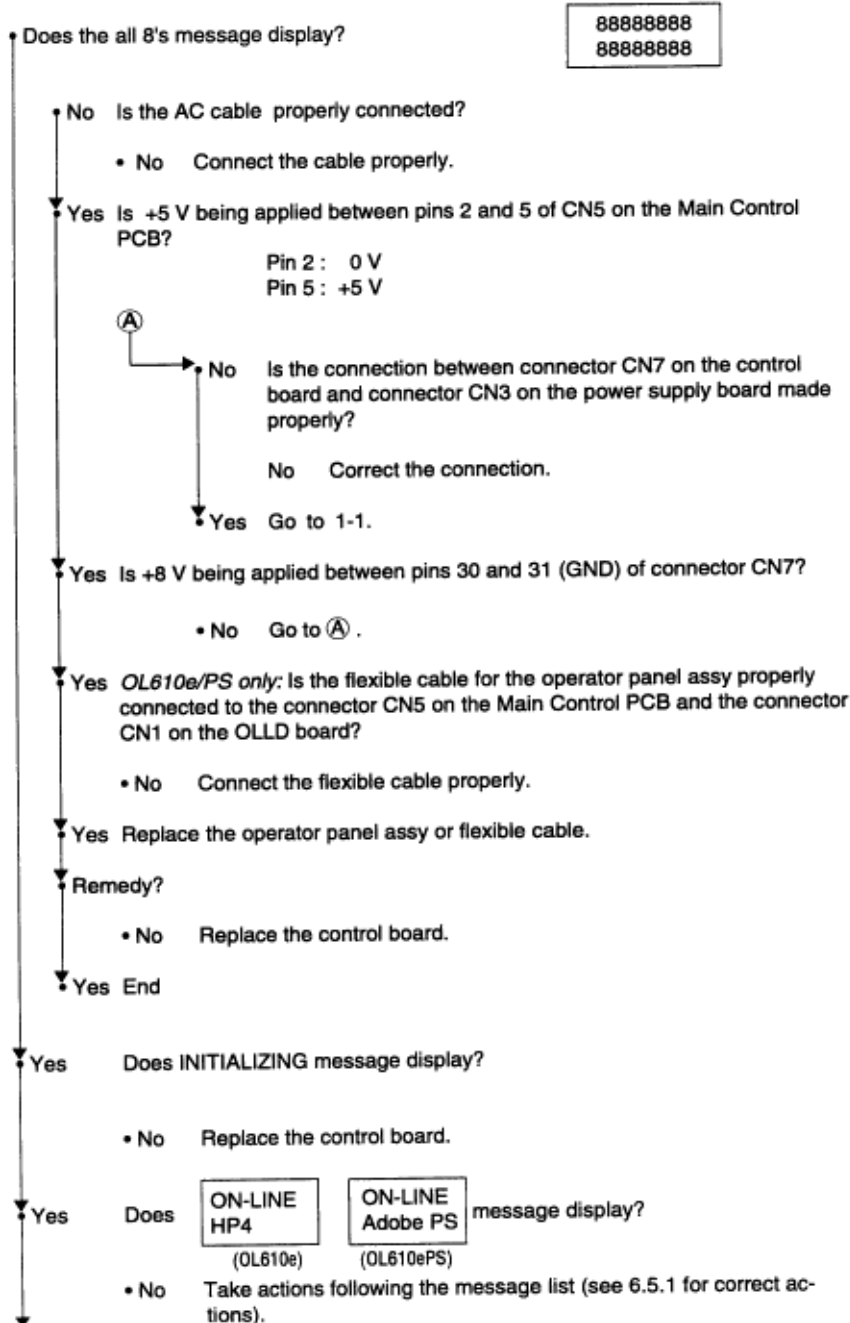 • Does the all 8's message display?
88888888
88888888
• No Is the AC cable properly connected?
• No Connect the cable properly.
Yes Is +5 V being applied between pins 2 and 5 of CN5 on the Main Control
PCB?
Pin 2 : 0 V
Pin 5 : +5 V
Ⓐ
• No Is the connection between connector CN7 on the control
board and connector CN3 on the power supply board made
properly?
No Correct the connection.
Yes Go to 1-1.
Yes Is +8 V being applied between pins 30 and 31 (GND) of connector CN7?
• No Go to Ⓐ .
Yes OL610e/PS only: Is the flexible cable for the operator panel assy properly
connected to the connector CN5 on the Main Control PCB and the connector
CN1 on the OLLD board?
• No Connect the flexible cable properly.
Yes Replace the operator panel assy or flexible cable.
Remedy?
• No Replace the control board.
Yes End
Yes Does INITIALIZING message display?
• No Replace the control board.
Yes Does ON-LINE HP4 ON-LINE Adobe PS message display?
(OL610e) (OL610ePS)
• No Take actions following the message list (see 6.5.1 for correct ac-
tions).